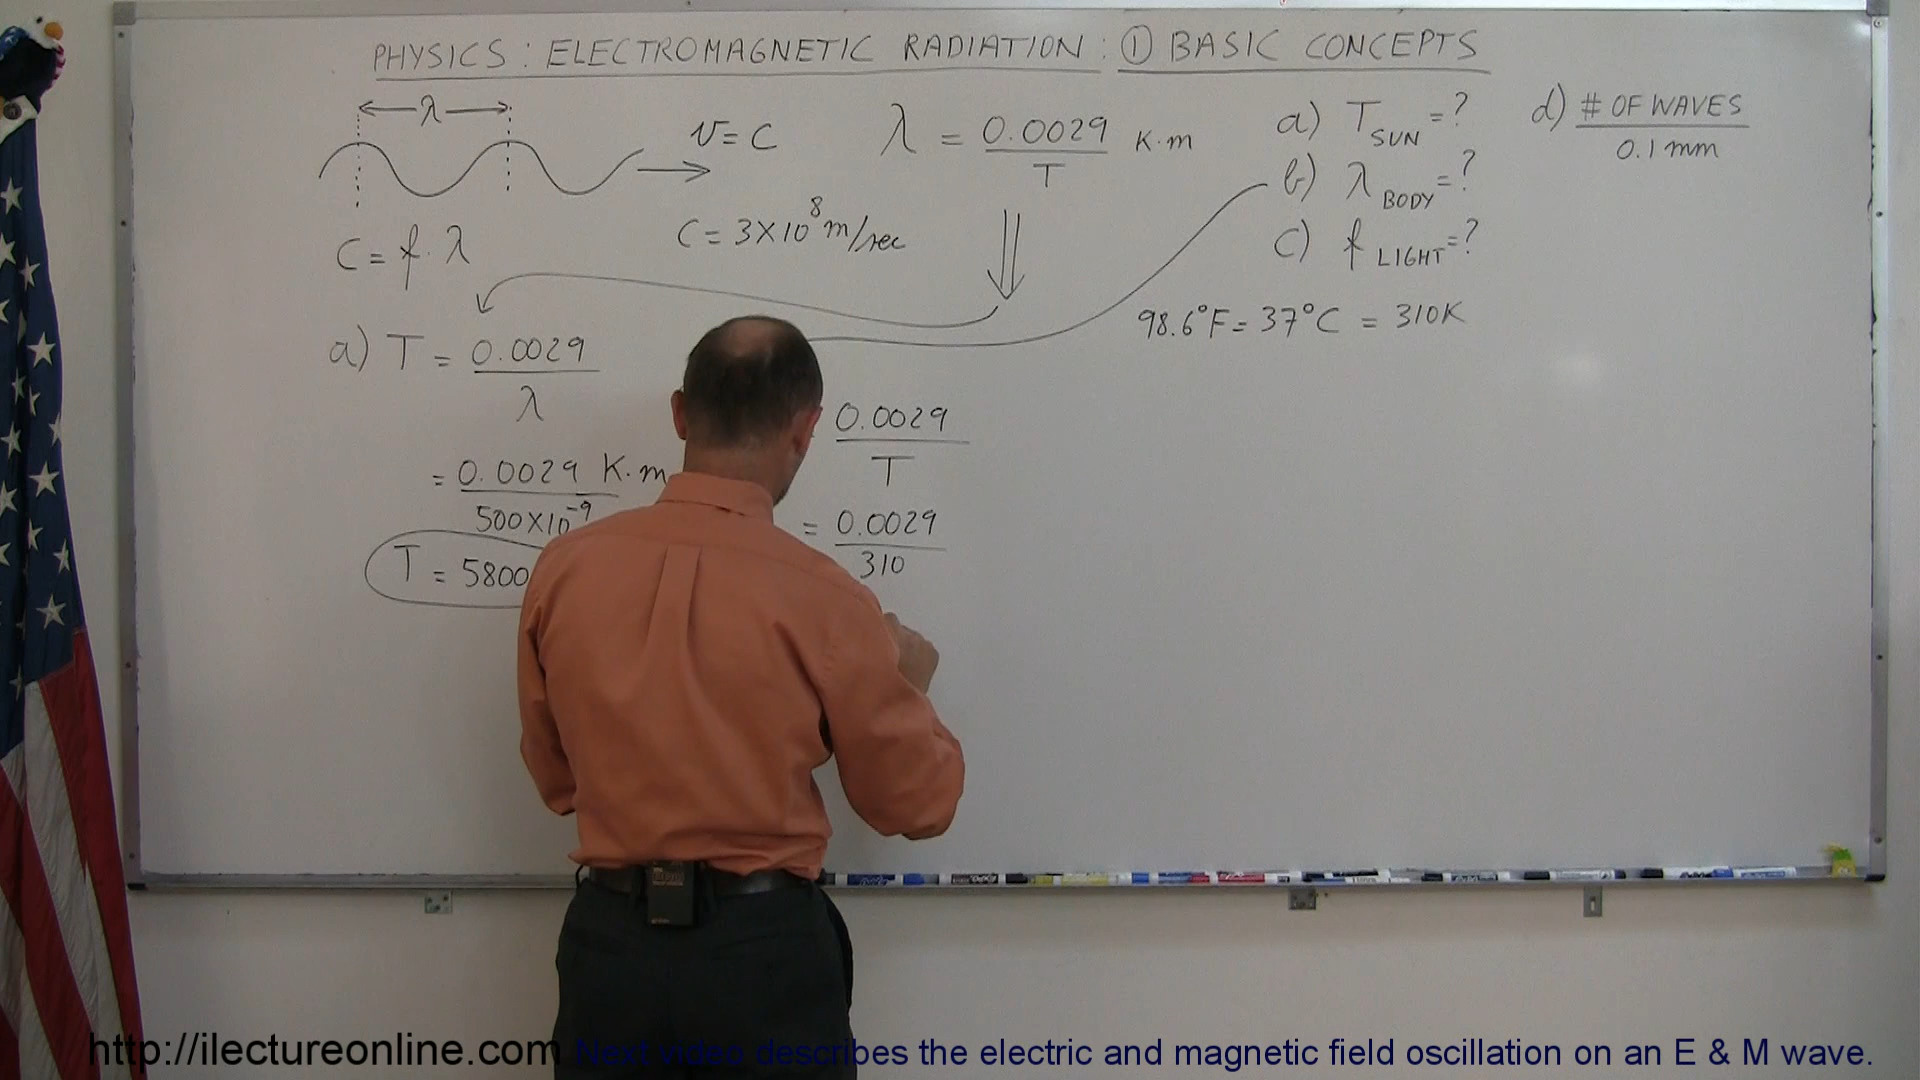 PHYSICS: ELECTROMAGNETIC RADIATION: ① BASIC CONCEPTS
λ
v = c
λ = 0.0029 / T K·m
a) T SUN = ?
b) λ BODY = ?
c) f LIGHT = ?
d) # OF WAVES / 0.1 mm
C = f · λ
C = 3×10⁸ m/sec
98.6°F = 37°C = 310K
a) T = 0.0029 / λ
= 0.0029 K·m / 500×10⁻⁹
T = 5800
0.0029 / T
= 0.0029 / 310
http://ilectureonline.com
Next video describes the electric and magnetic field oscillation on an E & M wave.